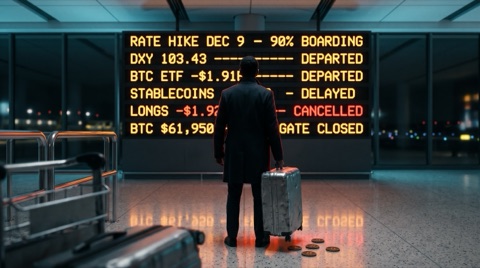 RATE HIKE DEC 9 - 90% BOARDING
DXY 103.43 ---------- DEPARTED
BTC ETF -$1.91 ------ DEPARTED
STABLECOINS - DELAYED
LONGS -$1.9 ------ CANCELLED
BTC $61,950 GATE CLOSED